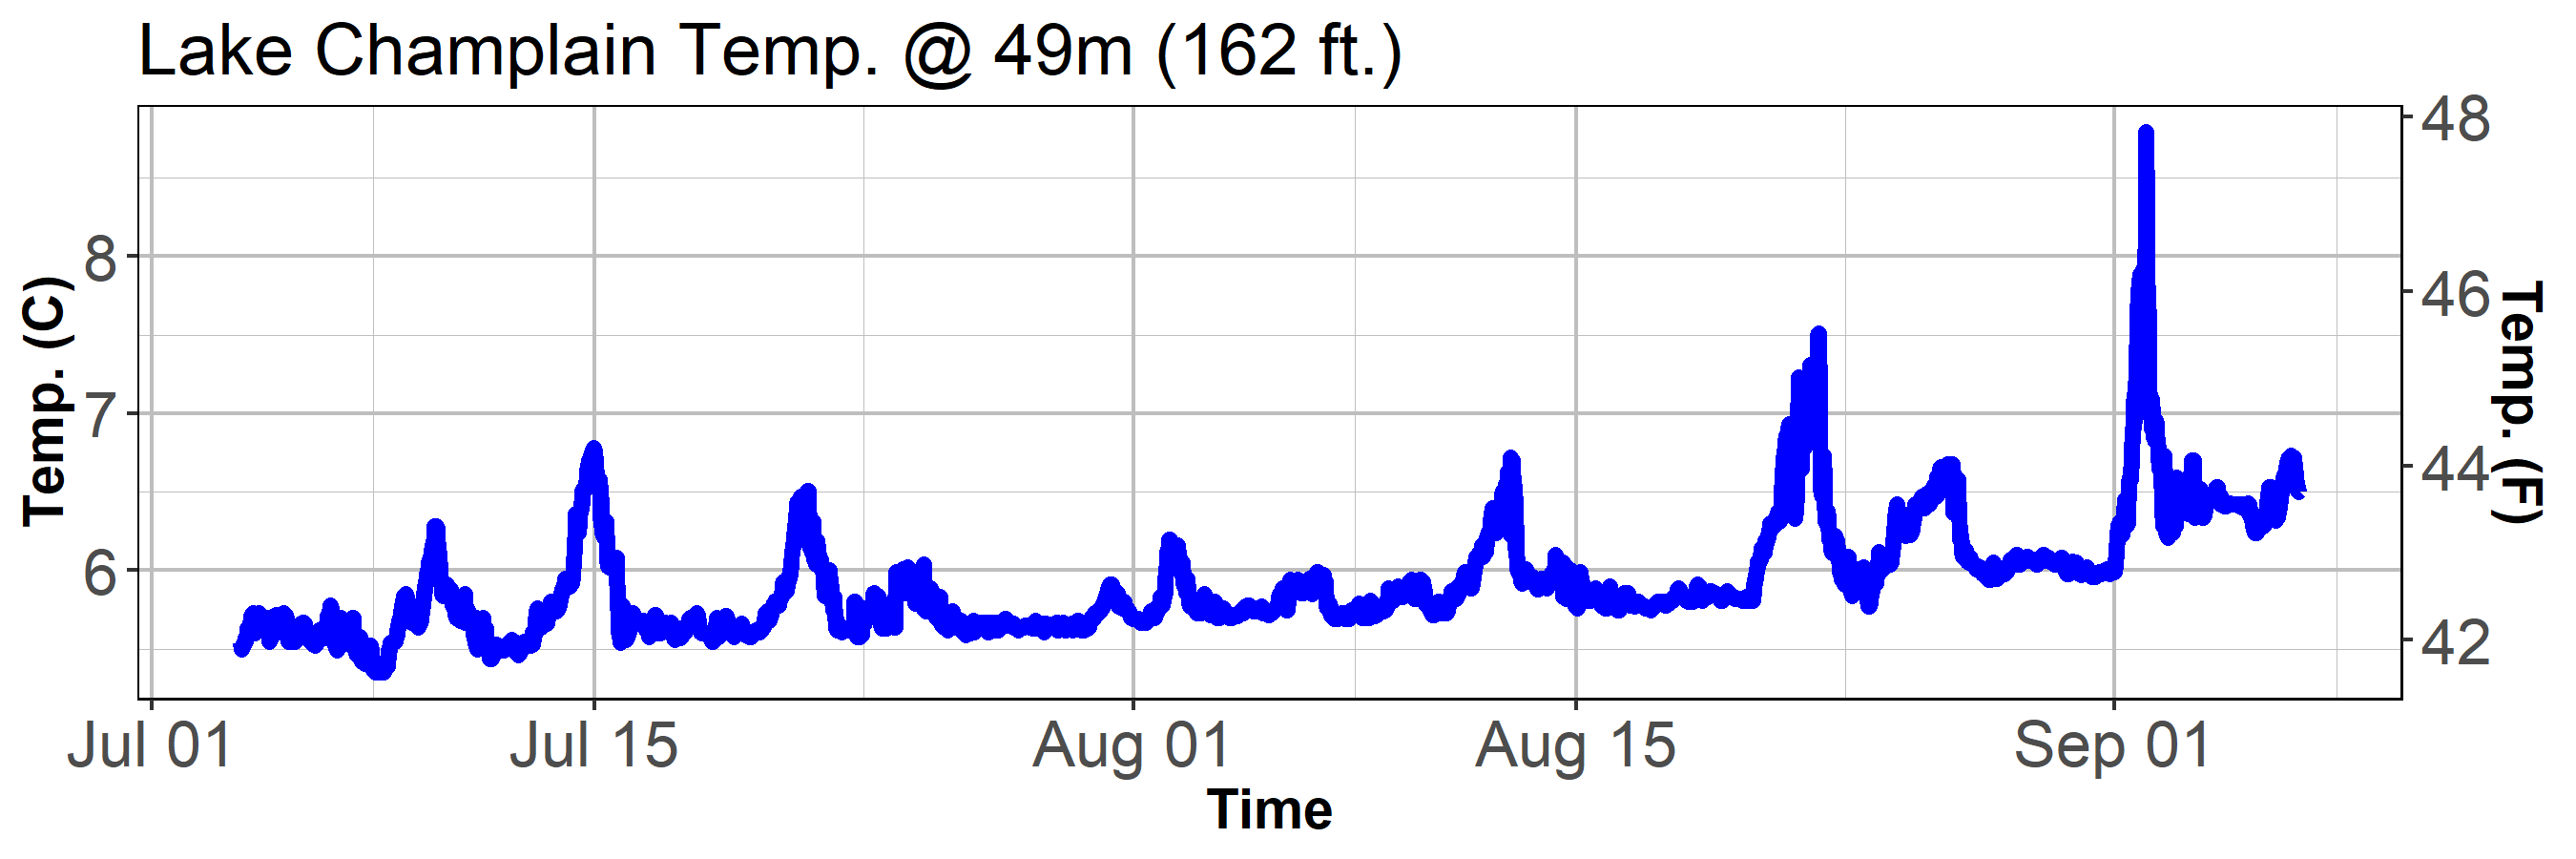 Lake Champlain Temp. @ 49m (162 ft.)
Temp. (C)
8
7
6
48
46
44
42
Temp. (F)
Jul 01
Jul 15
Aug 01
Aug 15
Sep 01
Time